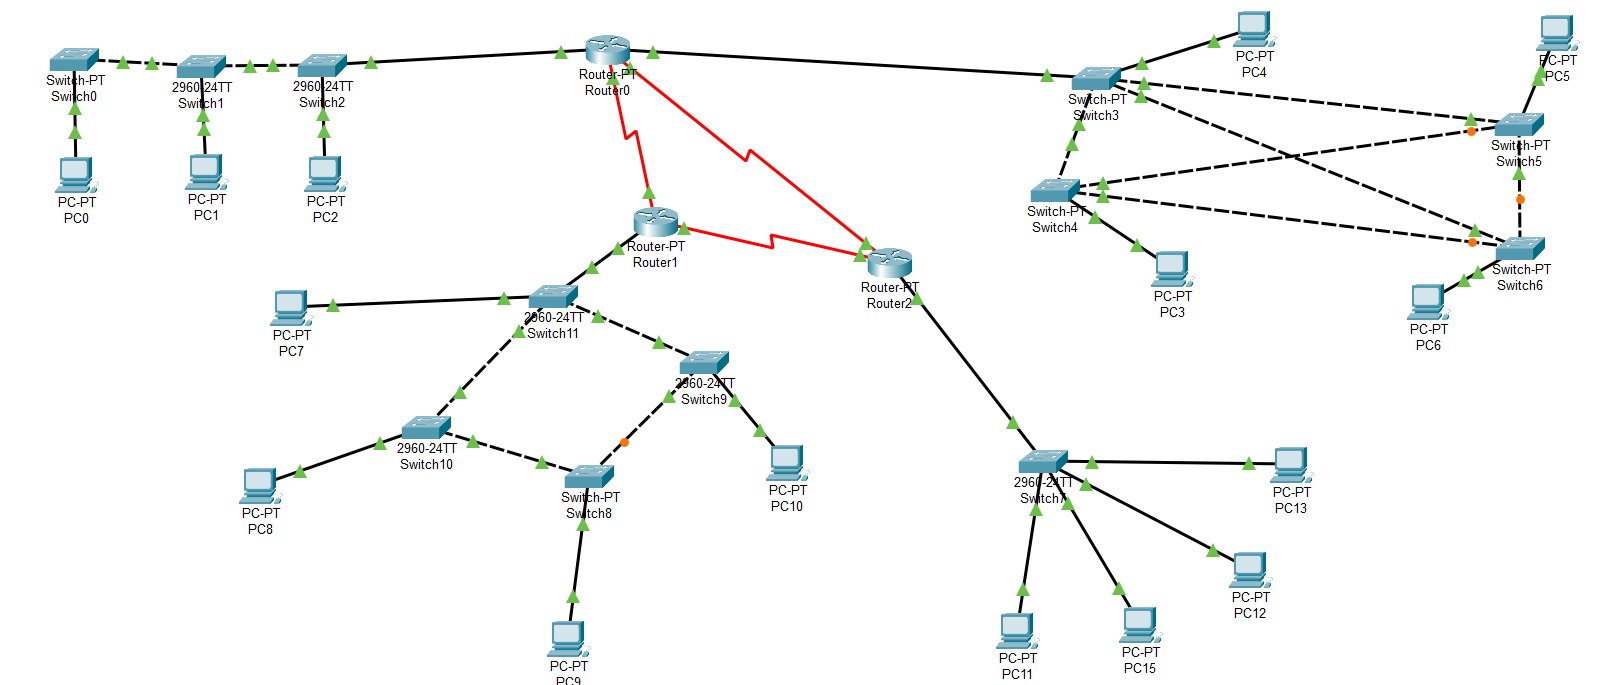 Switch-PT
Switch0
2960-24TT
Switch1
2960-24TT
Switch2
PC-PT
PC0
PC-PT
PC1
PC-PT
PC2
Router-PT
Router0
Switch-PT
Switch3
PC-PT
PC4
PC-PT
PC5
Switch-PT
Switch5
Switch-PT
Switch4
PC-PT
PC3
Switch-PT
Switch6
PC-PT
PC6
Router-PT
Router1
Router-PT
Router2
2960-24TT
Switch11
PC-PT
PC7
2960-24TT
Switch9
2960-24TT
Switch10
Switch-PT
Switch8
PC-PT
PC10
PC-PT
PC8
PC-PT
PC9
2960-24TT
Switch7
PC-PT
PC13
PC-PT
PC12
PC-PT
PC11
PC-PT
PC15